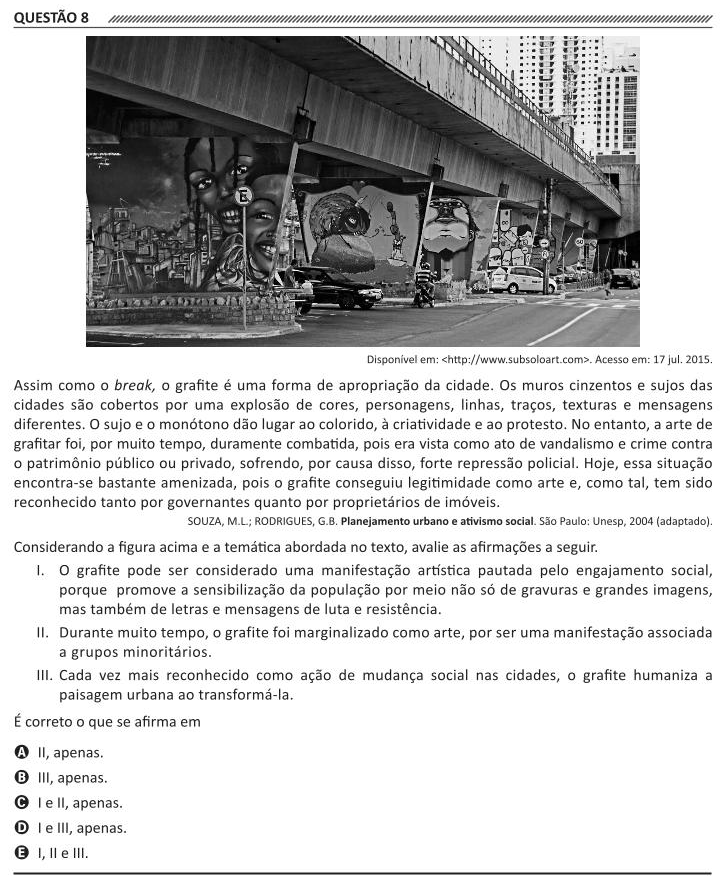 QUESTÃO 8
E
60
Disponível em: <http://www.subsoloart.com>. Acesso em: 17 jul. 2015.
Assim como o break, o grafite é uma forma de apropriação da cidade. Os muros cinzentos e sujos das
cidades são cobertos por uma explosão de cores, personagens, linhas, traços, texturas e mensagens
diferentes. O sujo e o monótono dão lugar ao colorido, à criatividade e ao protesto. No entanto, a arte de
grafitar foi, por muito tempo, duramente combatida, pois era vista como ato de vandalismo e crime contra
o patrimônio público ou privado, sofrendo, por causa disso, forte repressão policial. Hoje, essa situação
encontra-se bastante amenizada, pois o grafite conseguiu legitimidade como arte e, como tal, tem sido
reconhecido tanto por governantes quanto por proprietários de imóveis.
SOUZA, M.L.; RODRIGUES, G.B. Planejamento urbano e ativismo social. São Paulo: Unesp, 2004 (adaptado).
Considerando a figura acima e a temática abordada no texto, avalie as afirmações a seguir.
I. O grafite pode ser considerado uma manifestação artística pautada pelo engajamento social,
porque promove a sensibilização da população por meio não só de gravuras e grandes imagens,
mas também de letras e mensagens de luta e resistência.
II. Durante muito tempo, o grafite foi marginalizado como arte, por ser uma manifestação associada
a grupos minoritários.
III. Cada vez mais reconhecido como ação de mudança social nas cidades, o grafite humaniza a
paisagem urbana ao transformá-la.
É correto o que se afirma em
A II, apenas.
B III, apenas.
C I e II, apenas.
D I e III, apenas.
E I, II e III.